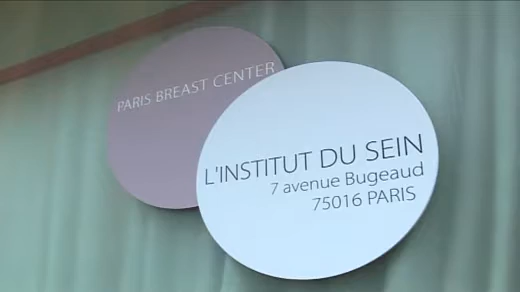 PARIS BREAST CENTER
L'INSTITUT DU SEIN
7 avenue Bugeaud
75016 PARIS